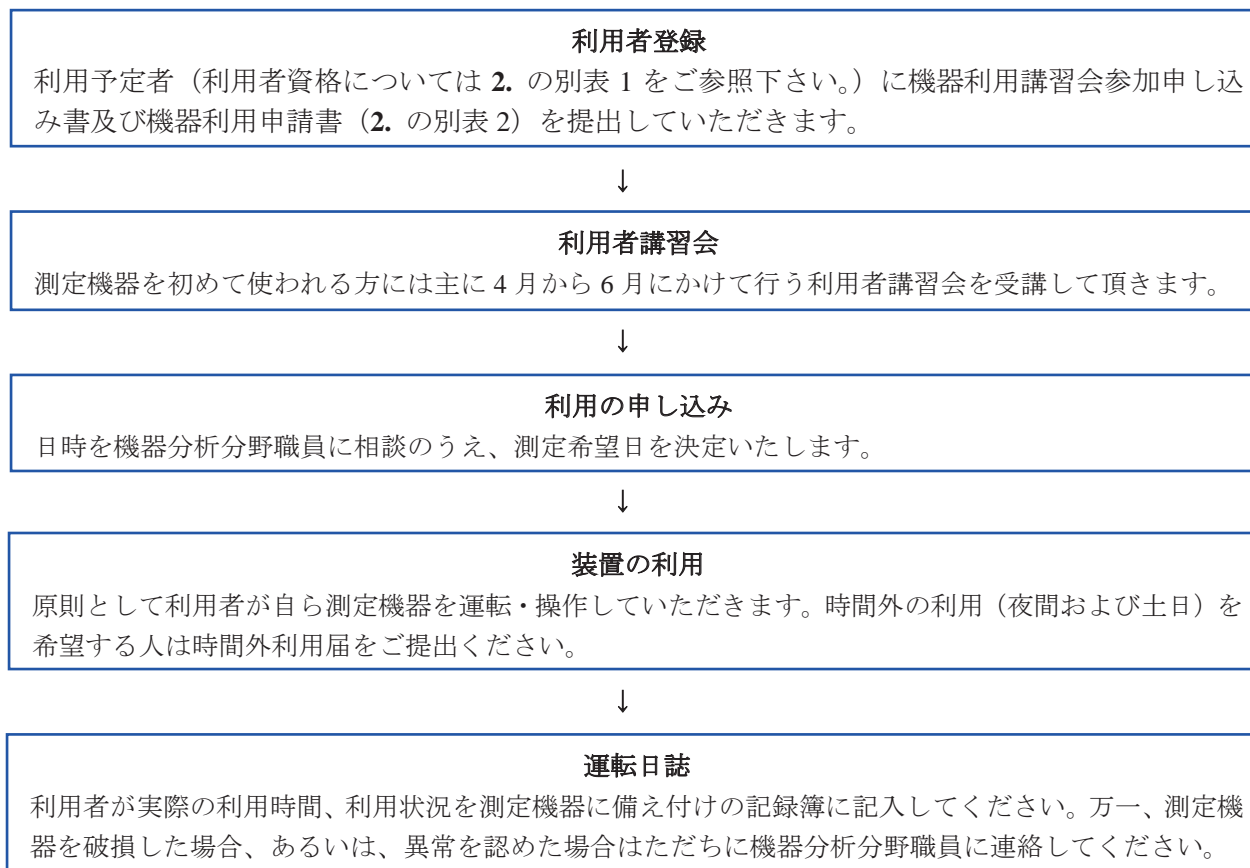 利用者登録
利用予定者（利用者資格については 2. の別表 1 をご参照下さい。）に機器利用講習会参加申し込
み書及び機器利用申請書（2. の別表 2）を提出していただきます。
↓
利用者講習会
測定機器を初めて使われる方には主に 4 月から 6 月にかけて行う利用者講習会を受講して頂きます。
↓
利用の申し込み
日時を機器分析分野職員に相談のうえ、測定希望日を決定いたします。
↓
装置の利用
原則として利用者が自ら測定機器を運転・操作していただきます。時間外の利用（夜間および土日）を
希望する人は時間外利用届をご提出ください。
↓
運転日誌
利用者が実際の利用時間、利用状況を測定機器に備え付けの記録簿に記入してください。万一、測定機
器を破損した場合、あるいは、異常を認めた場合はただちに機器分析分野職員に連絡してください。